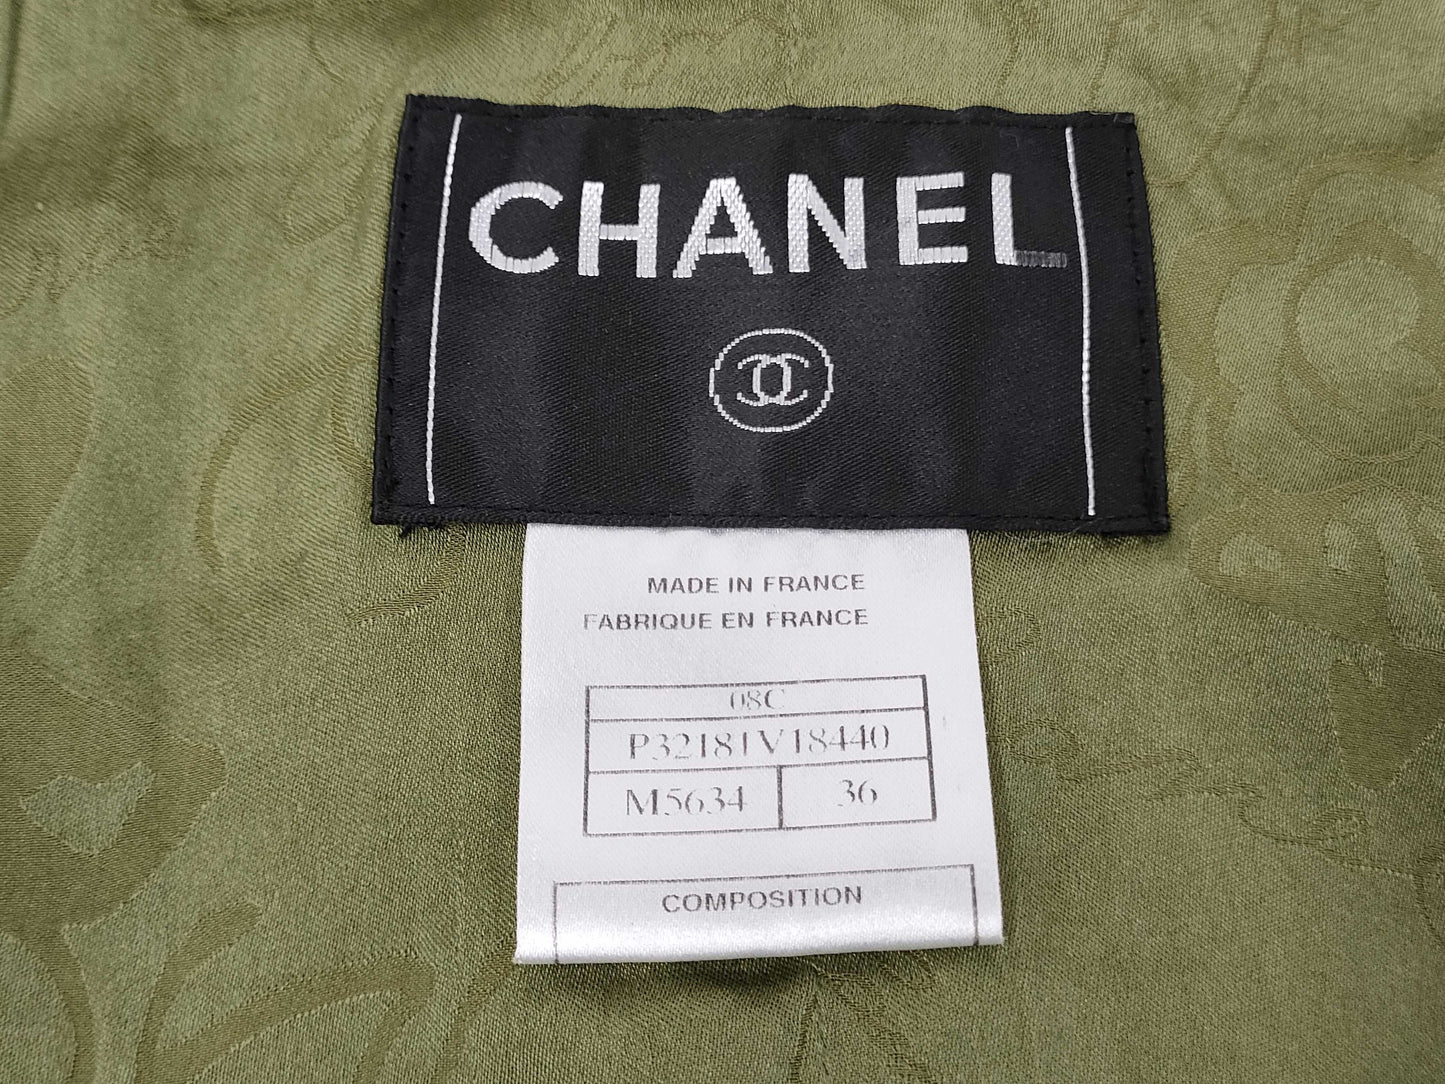 CHANEL
MADE IN FRANCE
FABRIQUE EN FRANCE
08C
P32181V18440
M5634 36
COMPOSITION